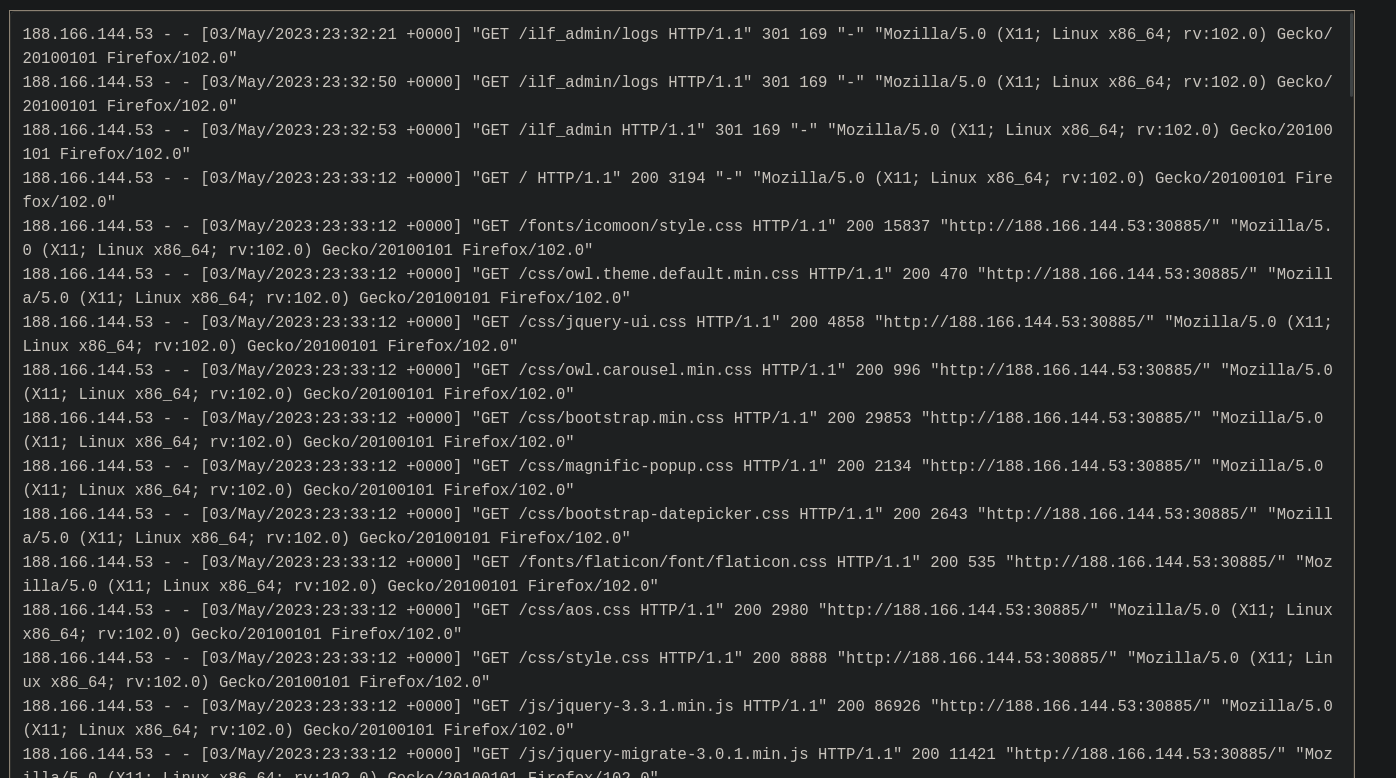 188.166.144.53 - - [03/May/2023:23:32:21 +0000] "GET /ilf_admin/logs HTTP/1.1" 301 169 "-" "Mozilla/5.0 (X11; Linux x86_64; rv:102.0) Gecko/
20100101 Firefox/102.0"
188.166.144.53 - - [03/May/2023:23:32:50 +0000] "GET /ilf_admin/logs HTTP/1.1" 301 169 "-" "Mozilla/5.0 (X11; Linux x86_64; rv:102.0) Gecko/
20100101 Firefox/102.0"
188.166.144.53 - - [03/May/2023:23:32:53 +0000] "GET /ilf_admin HTTP/1.1" 301 169 "-" "Mozilla/5.0 (X11; Linux x86_64; rv:102.0) Gecko/20100
101 Firefox/102.0"
188.166.144.53 - - [03/May/2023:23:33:12 +0000] "GET / HTTP/1.1" 200 3194 "-" "Mozilla/5.0 (X11; Linux x86_64; rv:102.0) Gecko/20100101 Fire
fox/102.0"
188.166.144.53 - - [03/May/2023:23:33:12 +0000] "GET /fonts/icomoon/style.css HTTP/1.1" 200 15837 "http://188.166.144.53:30885/" "Mozilla/5.
0 (X11; Linux x86_64; rv:102.0) Gecko/20100101 Firefox/102.0"
188.166.144.53 - - [03/May/2023:23:33:12 +0000] "GET /css/owl.theme.default.min.css HTTP/1.1" 200 470 "http://188.166.144.53:30885/" "Mozill
a/5.0 (X11; Linux x86_64; rv:102.0) Gecko/20100101 Firefox/102.0"
188.166.144.53 - - [03/May/2023:23:33:12 +0000] "GET /css/jquery-ui.css HTTP/1.1" 200 4858 "http://188.166.144.53:30885/" "Mozilla/5.0 (X11;
Linux x86_64; rv:102.0) Gecko/20100101 Firefox/102.0"
188.166.144.53 - - [03/May/2023:23:33:12 +0000] "GET /css/owl.carousel.min.css HTTP/1.1" 200 996 "http://188.166.144.53:30885/" "Mozilla/5.0
(X11; Linux x86_64; rv:102.0) Gecko/20100101 Firefox/102.0"
188.166.144.53 - - [03/May/2023:23:33:12 +0000] "GET /css/bootstrap.min.css HTTP/1.1" 200 29853 "http://188.166.144.53:30885/" "Mozilla/5.0
(X11; Linux x86_64; rv:102.0) Gecko/20100101 Firefox/102.0"
188.166.144.53 - - [03/May/2023:23:33:12 +0000] "GET /css/magnific-popup.css HTTP/1.1" 200 2134 "http://188.166.144.53:30885/" "Mozilla/5.0
(X11; Linux x86_64; rv:102.0) Gecko/20100101 Firefox/102.0"
188.166.144.53 - - [03/May/2023:23:33:12 +0000] "GET /css/bootstrap-datepicker.css HTTP/1.1" 200 2643 "http://188.166.144.53:30885/" "Mozill
a/5.0 (X11; Linux x86_64; rv:102.0) Gecko/20100101 Firefox/102.0"
188.166.144.53 - - [03/May/2023:23:33:12 +0000] "GET /fonts/flaticon/font/flaticon.css HTTP/1.1" 200 535 "http://188.166.144.53:30885/" "Moz
illa/5.0 (X11; Linux x86_64; rv:102.0) Gecko/20100101 Firefox/102.0"
188.166.144.53 - - [03/May/2023:23:33:12 +0000] "GET /css/aos.css HTTP/1.1" 200 2980 "http://188.166.144.53:30885/" "Mozilla/5.0 (X11; Linux
x86_64; rv:102.0) Gecko/20100101 Firefox/102.0"
188.166.144.53 - - [03/May/2023:23:33:12 +0000] "GET /css/style.css HTTP/1.1" 200 8888 "http://188.166.144.53:30885/" "Mozilla/5.0 (X11; Lin
ux x86_64; rv:102.0) Gecko/20100101 Firefox/102.0"
188.166.144.53 - - [03/May/2023:23:33:12 +0000] "GET /js/jquery-3.3.1.min.js HTTP/1.1" 200 86926 "http://188.166.144.53:30885/" "Mozilla/5.0
(X11; Linux x86_64; rv:102.0) Gecko/20100101 Firefox/102.0"
188.166.144.53 - - [03/May/2023:23:33:12 +0000] "GET /js/jquery-migrate-3.0.1.min.js HTTP/1.1" 200 11421 "http://188.166.144.53:30885/" "Moz
illa/5.0 (X11; Linux x86_64; rv:102.0) Gecko/20100101 Firefox/102.0"